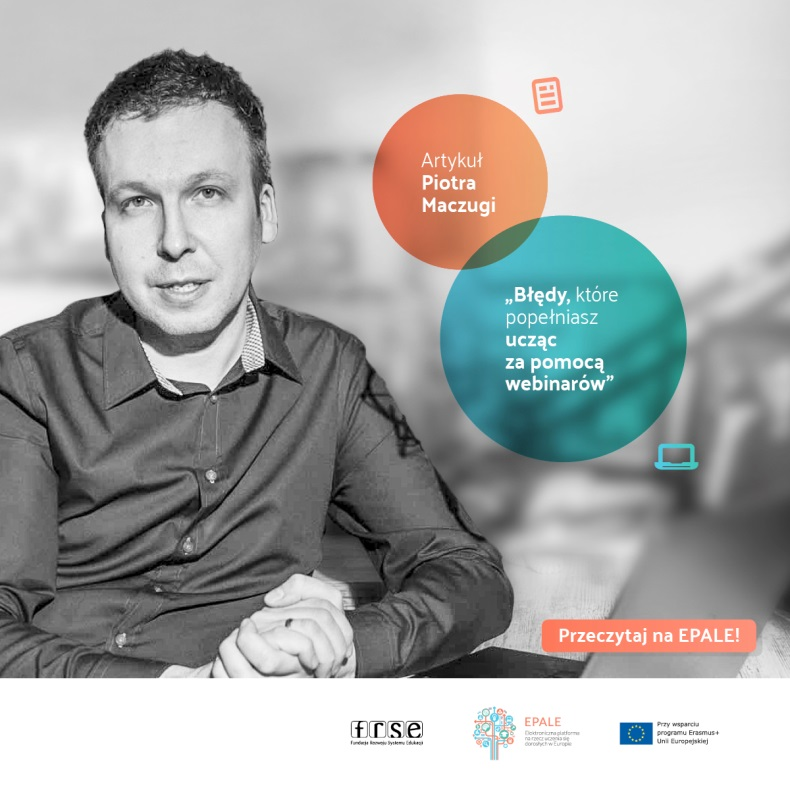 Artykuł
Piotra
Maczugi
„Błędy, które
popełniasz
ucząc
za pomocą
webinarów”
Przeczytaj na EPALE!
frse
Fundacja Rozwoju Systemu Edukacji
EPALE
Elektroniczna platforma
na rzecz uczenia się
dorosłych w Europie
Przy wsparciu
programu Erasmus+
Unii Europejskiej